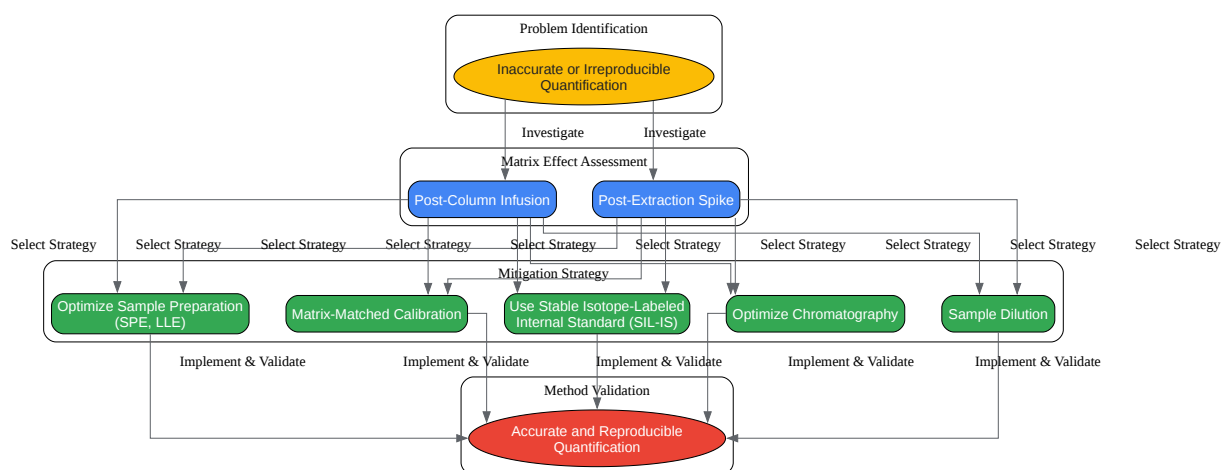 Problem Identification
Inaccurate or Irreproducible
Quantification
Investigate
Investigate
Matrix Effect Assessment
Post-Column Infusion
Post-Extraction Spike
Select Strategy
Select Strategy
Select Strategy
Select Strategy
Select Strategy
Select Strategy
Select Strategy
Select Strategy
Select Strategy
Select Strategy
Mitigation Strategy
Optimize Sample Preparation
(SPE, LLE)
Matrix-Matched Calibration
Use Stable Isotope-Labeled
Internal Standard (SIL-IS)
Optimize Chromatography
Sample Dilution
Implement & Validate
Implement & Validate
Implement & Validate
Implement & Validate
Implement & Validate
Method Validation
Accurate and Reproducible
Quantification